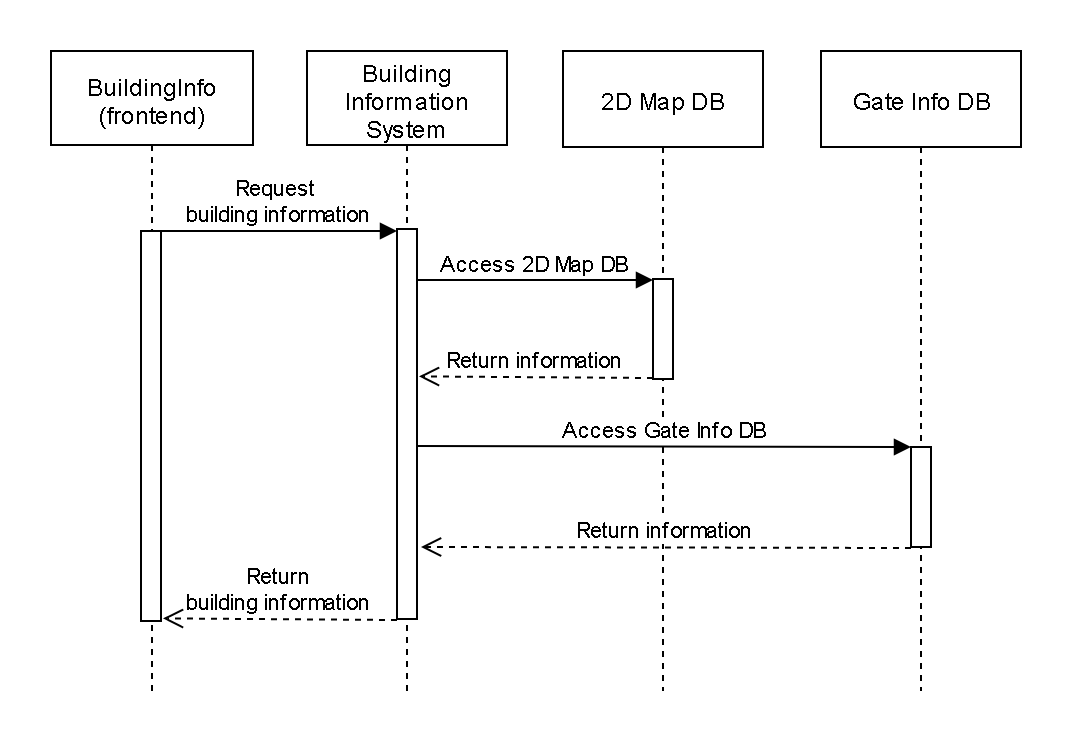 BuildingInfo
(frontend)
Building
Information
System
2D Map DB
Gate Info DB
Request
building information
Access 2D Map DB
Return information
Access Gate Info DB
Return information
Return
building information